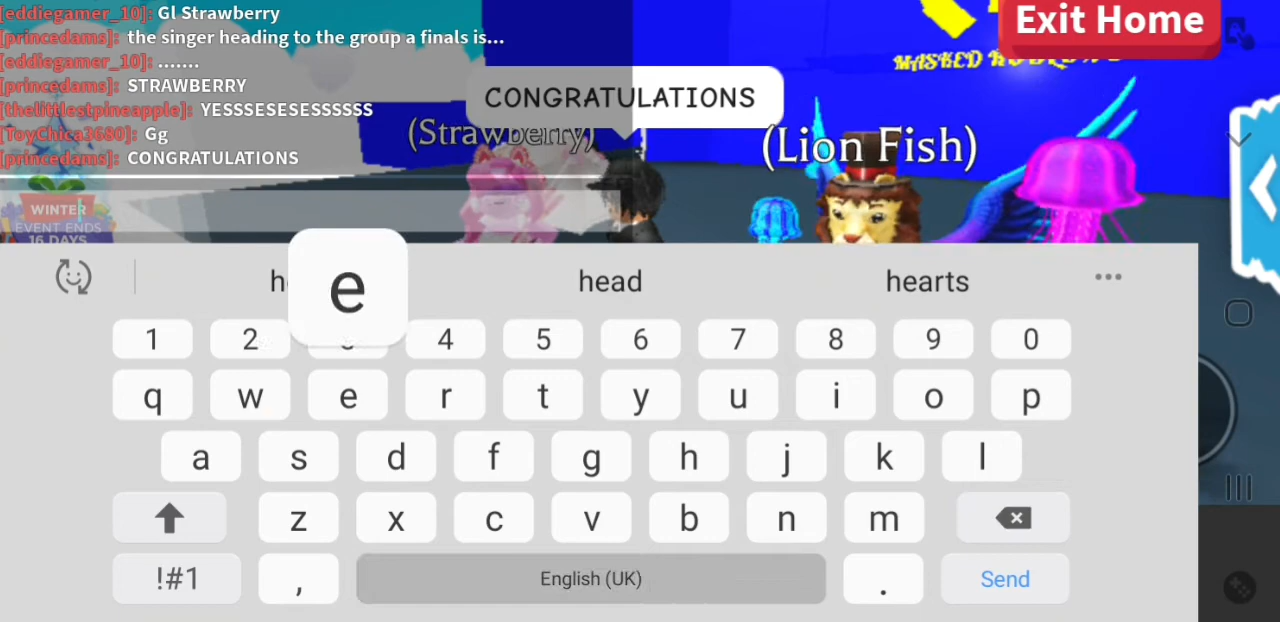 [eddiegamer_10]: Gl Strawberry
[princedams]: the singer heading to the group a finals is...
[eddiegamer_10]: .......
[princedams]: STRAWBERRY
[thelittlestpineapple]: YESSSESESESSSSSS
[ToyChica3680]: Gg
[princedams]: CONGRATULATIONS
Exit Home
MASKED
CONGRATULATIONS
(Strawberry)
(Lion Fish)
WINTER
EVENT ENDS
16 DAYS
e
head
hearts
•••
1 2 4 5 6 7 8 9 0
q w e r t y u i o p
a s d f g h j k l
z x c v b n m
!#1 , English (UK) . Send